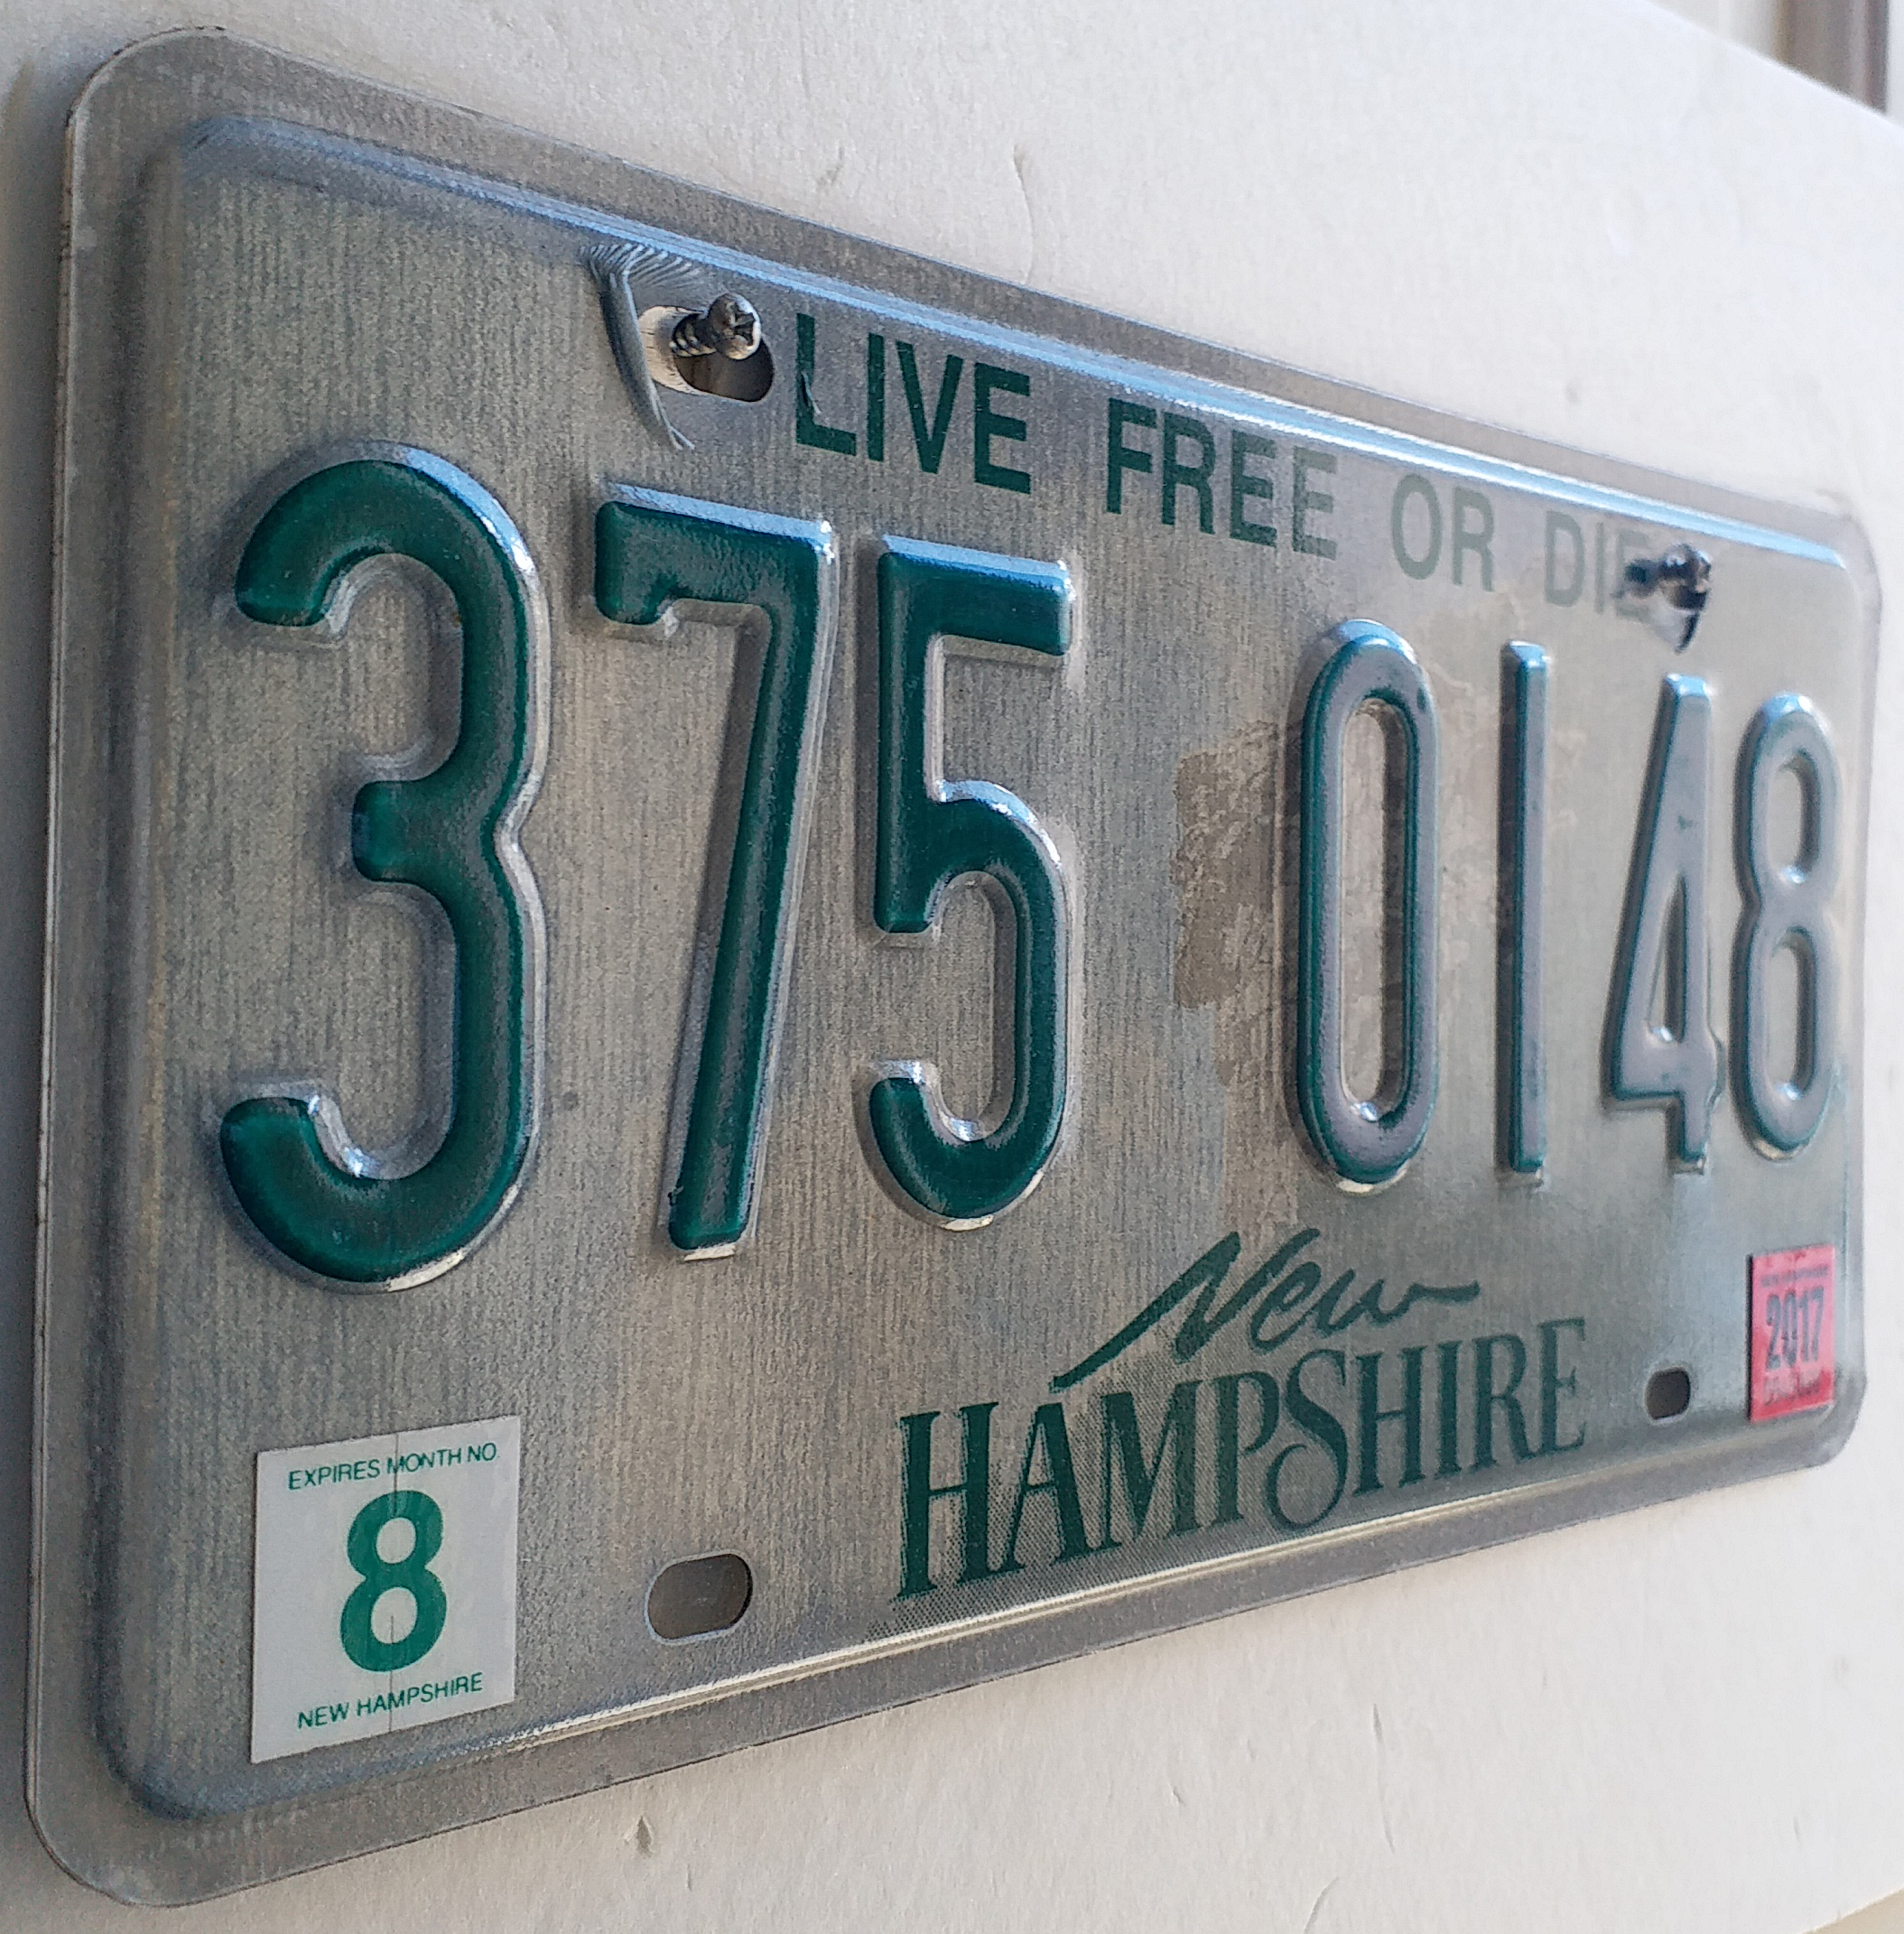 LIVE FREE OR DIE
375 0148
New
HAMPSHIRE
2017
EXPIRES MONTH NO.
8
NEW HAMPSHIRE